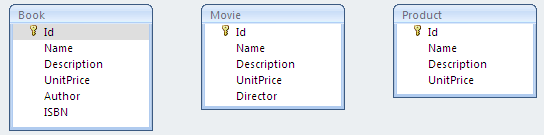 Book
Id
Name
Description
UnitPrice
Author
ISBN
Movie
Id
Name
Description
UnitPrice
Director
Product
Id
Name
Description
UnitPrice